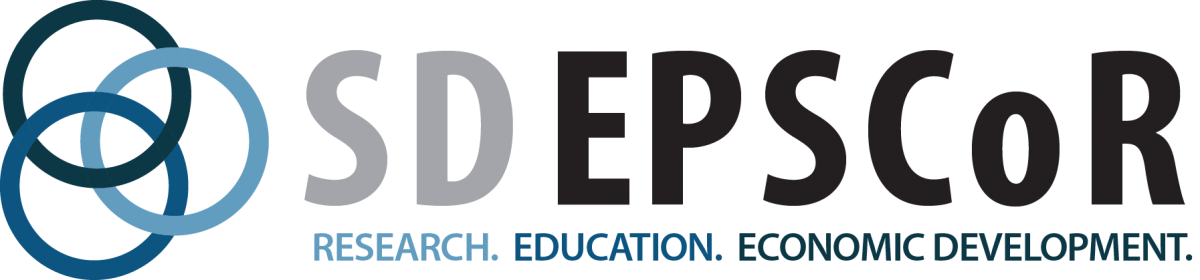 SD EPSCoR
RESEARCH. EDUCATION. ECONOMIC DEVELOPMENT.